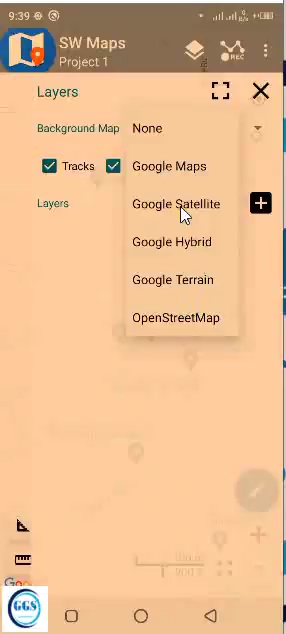 9:39
SW Maps
Project 1
REC
Layers
Background Map
None
Tracks
Google Maps
Layers
Google Satellite
Google Hybrid
Google Terrain
OpenStreetMap
GGS